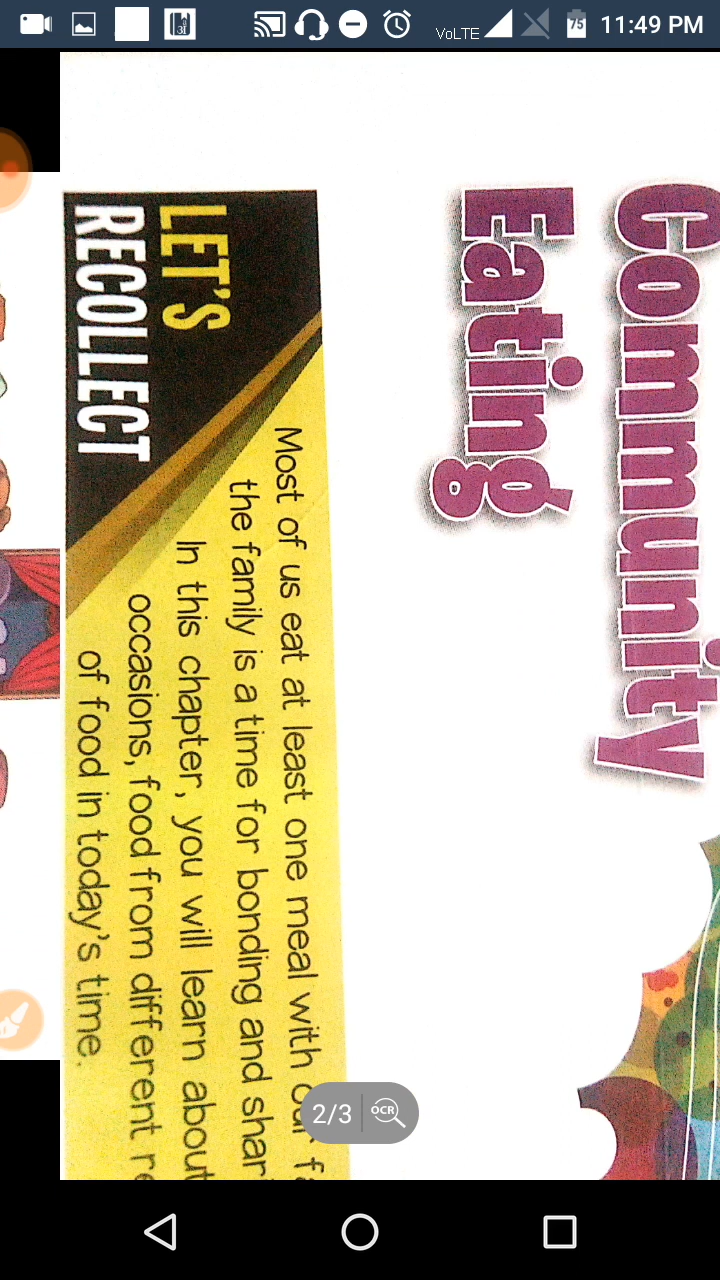 VoLTE 75 11:49 PM
Community
Eating
LET'S
RECOLLECT
Most of us eat at least one meal with our
the family is a time for bonding and
In this chapter, you will learn about
occasions, food from different
of food in today's time.
2/3 OCR